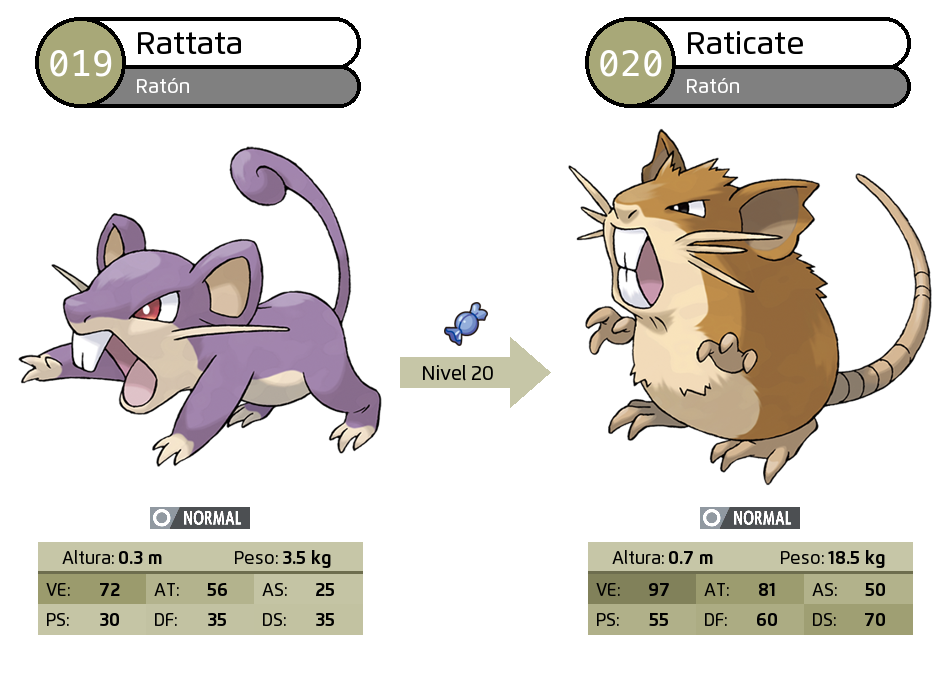 019 Rattata
Ratón
020 Raticate
Ratón
Nivel 20
NORMAL
Altura: 0.3 m Peso: 3.5 kg
VE: 72 AT: 56 AS: 25
PS: 30 DF: 35 DS: 35
NORMAL
Altura: 0.7 m Peso: 18.5 kg
VE: 97 AT: 81 AS: 50
PS: 55 DF: 60 DS: 70